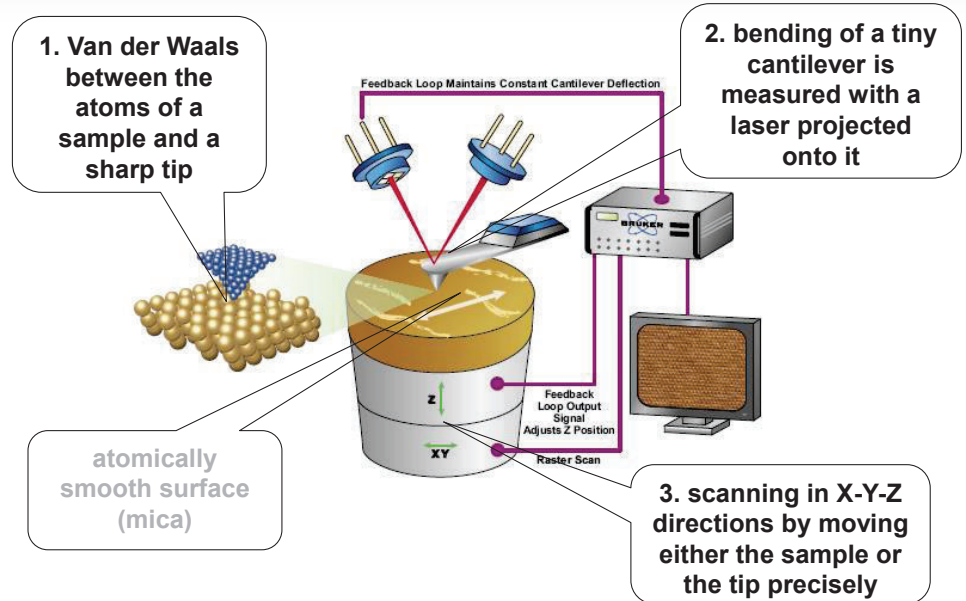 1. Van der Waals
between the
atoms of a
sample and a
sharp tip
2. bending of a tiny
cantilever is
measured with a
laser projected
onto it
Feedback Loop Maintains Constant Cantilever Deflection
BRUKER
Z
XY
Feedback
Loop Output
Signal
Adjusts Z Position
Raster Scan
atomically
smooth surface
(mica)
3. scanning in X-Y-Z
directions by moving
either the sample or
the tip precisely